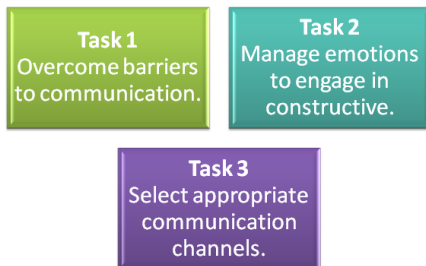 Task 1
Overcome barriers
to communication.
Task 2
Manage emotions
to engage in
constructive.
Task 3
Select appropriate
communication
channels.